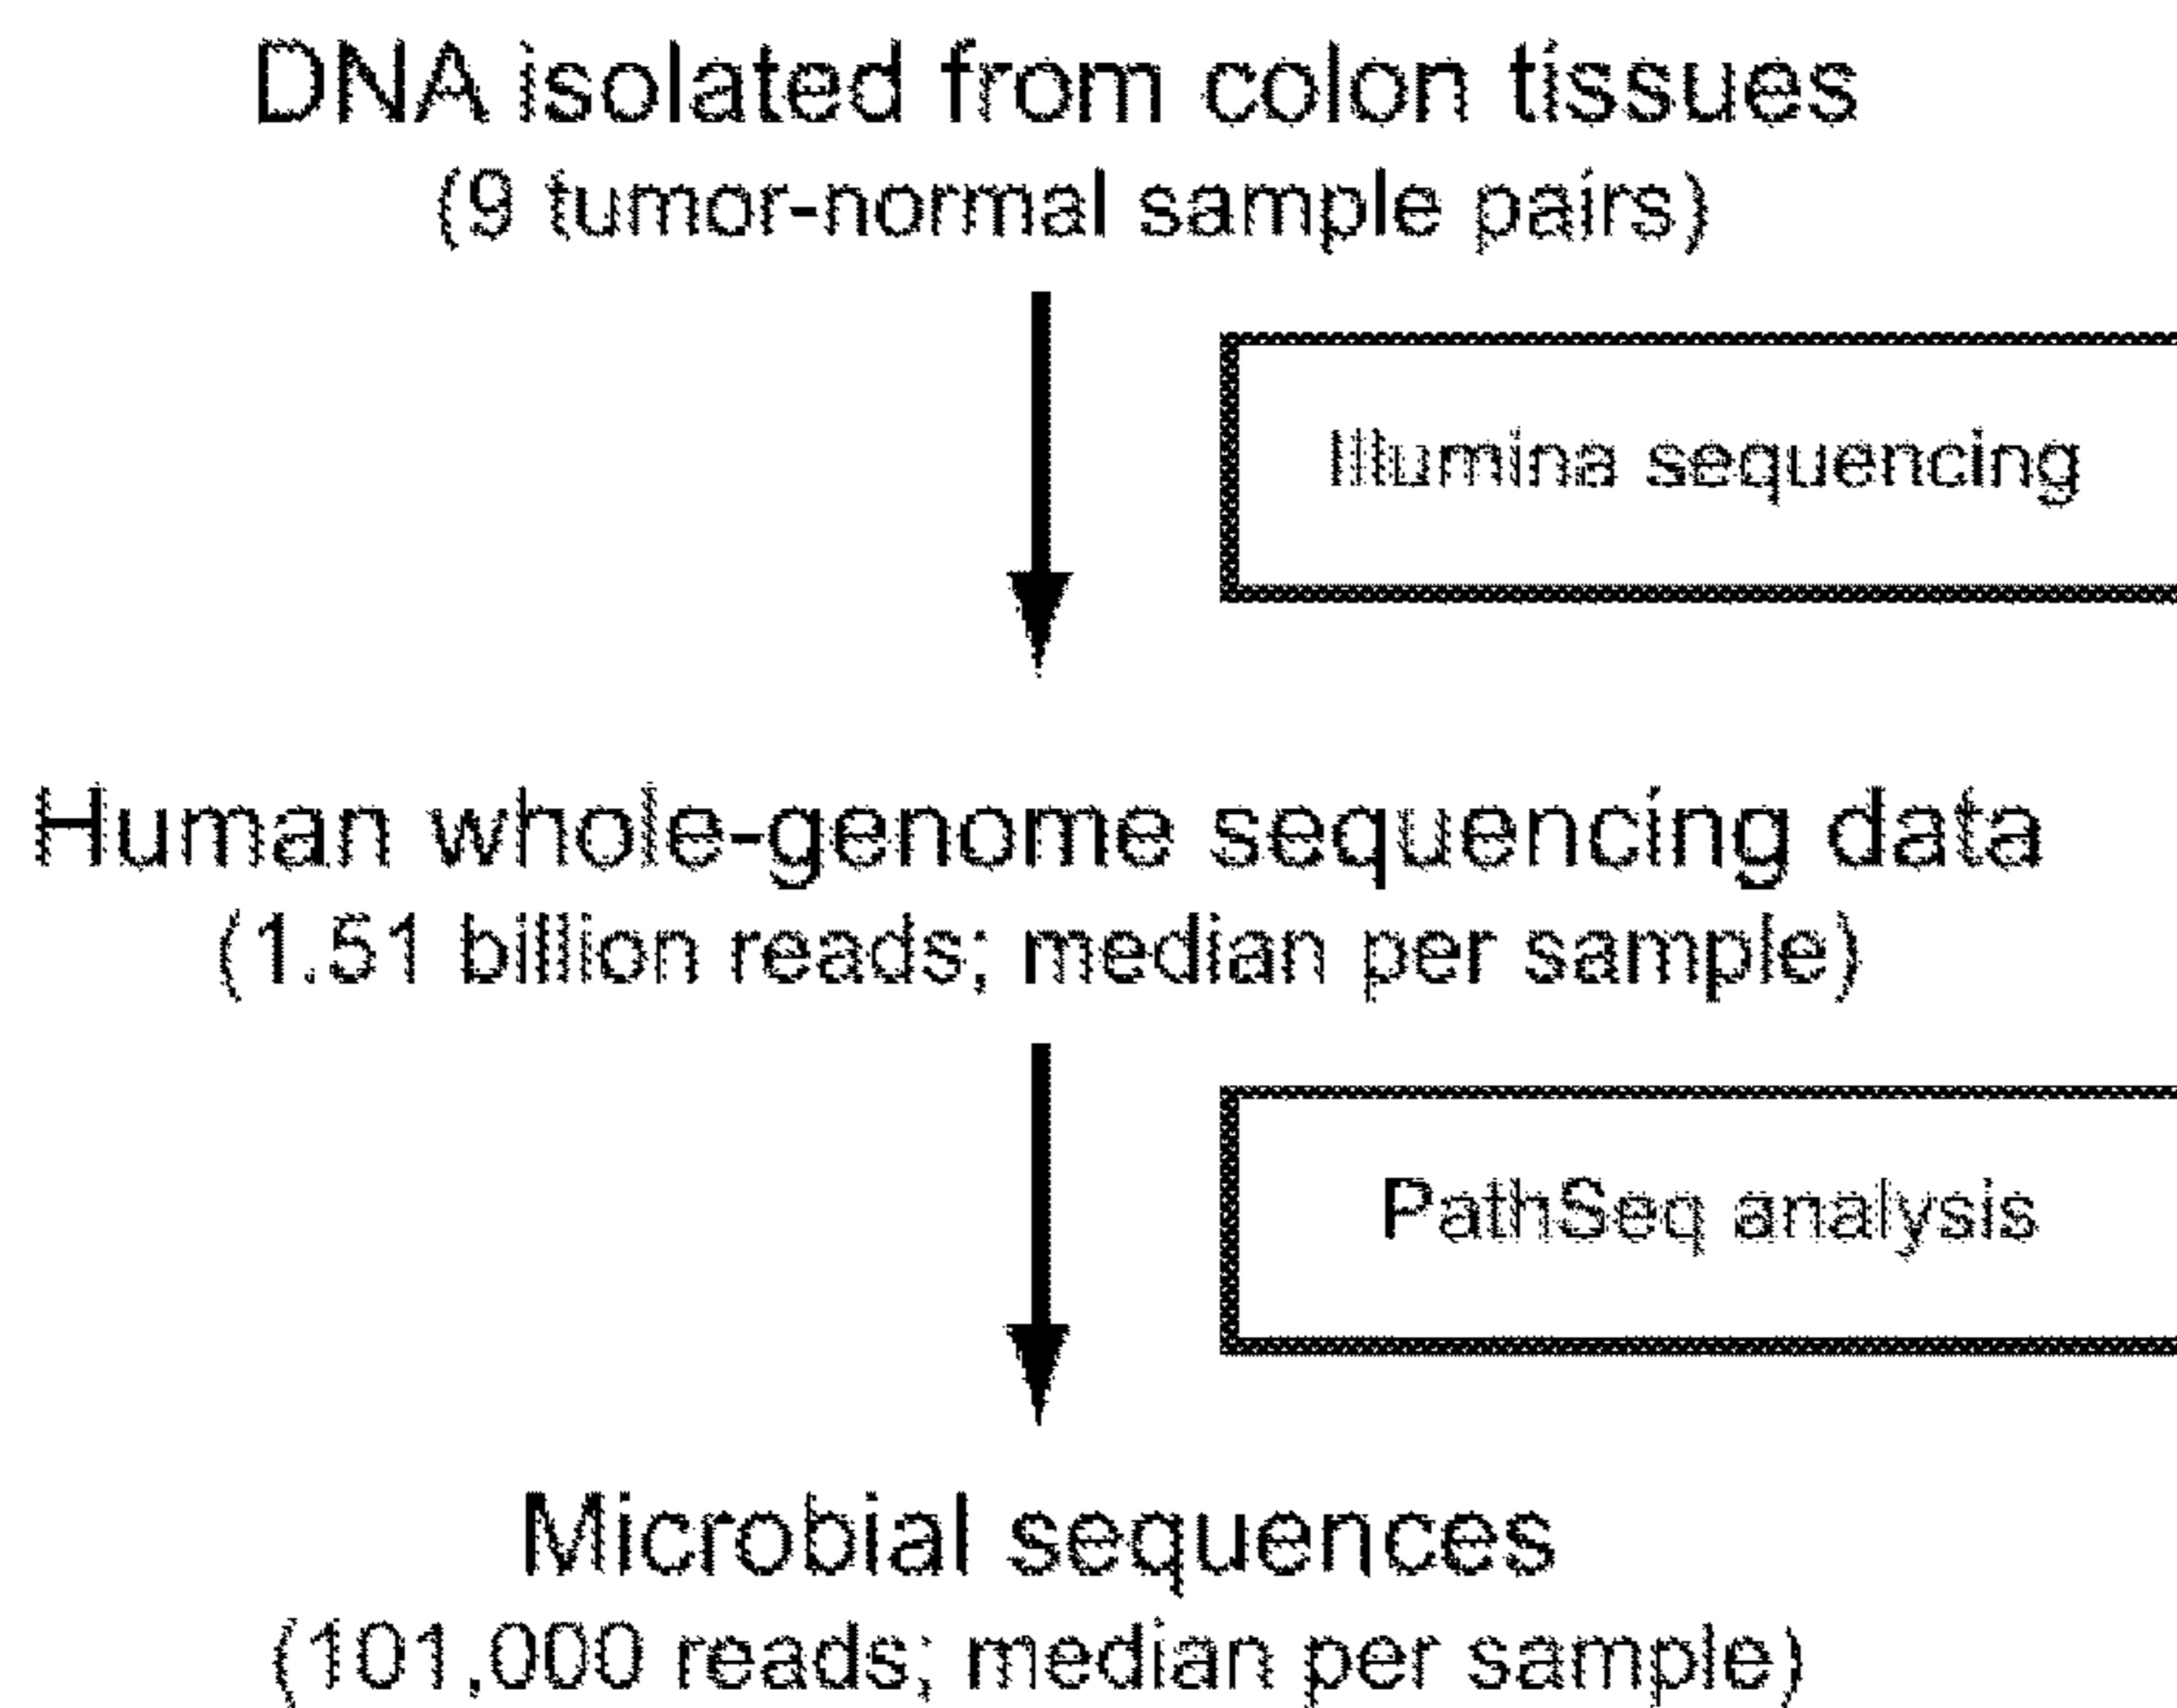 DNA isolated from colon tissues
(9 tumor-normal sample pairs)
Illumina sequencing
Human whole-genome sequencing data
(1.51 billion reads; median per sample)
PathSeq analysis
Microbial sequences
(101,000 reads; median per sample)